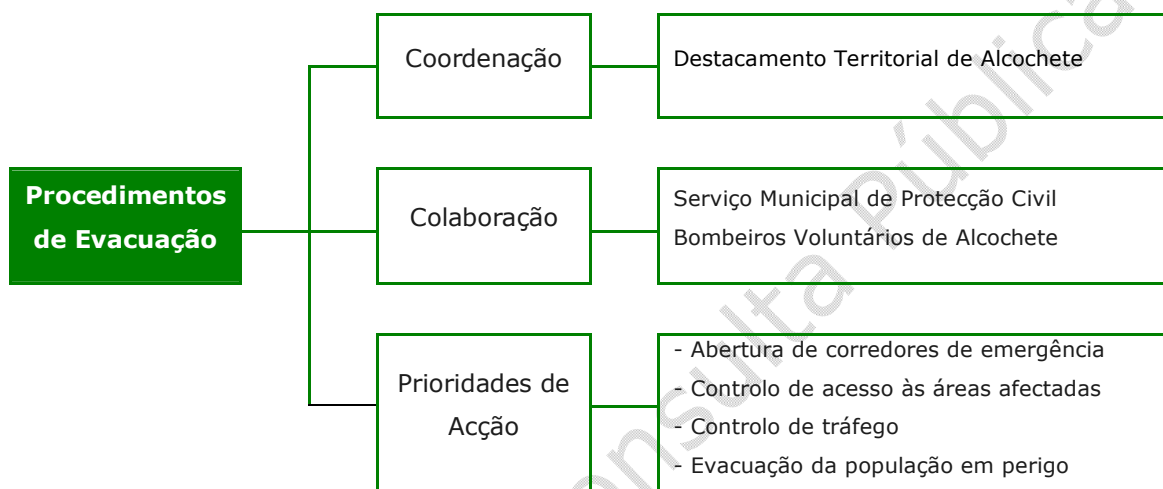 Procedimentos
de Evacuação
Coordenação
Destacamento Territorial de Alcochete
Colaboração
Serviço Municipal de Protecção Civil
Bombeiros Voluntários de Alcochete
Prioridades de
Acção
- Abertura de corredores de emergência
- Controlo de acesso às áreas afectadas
- Controlo de tráfego
- Evacuação da população em perigo
onsulta Pública